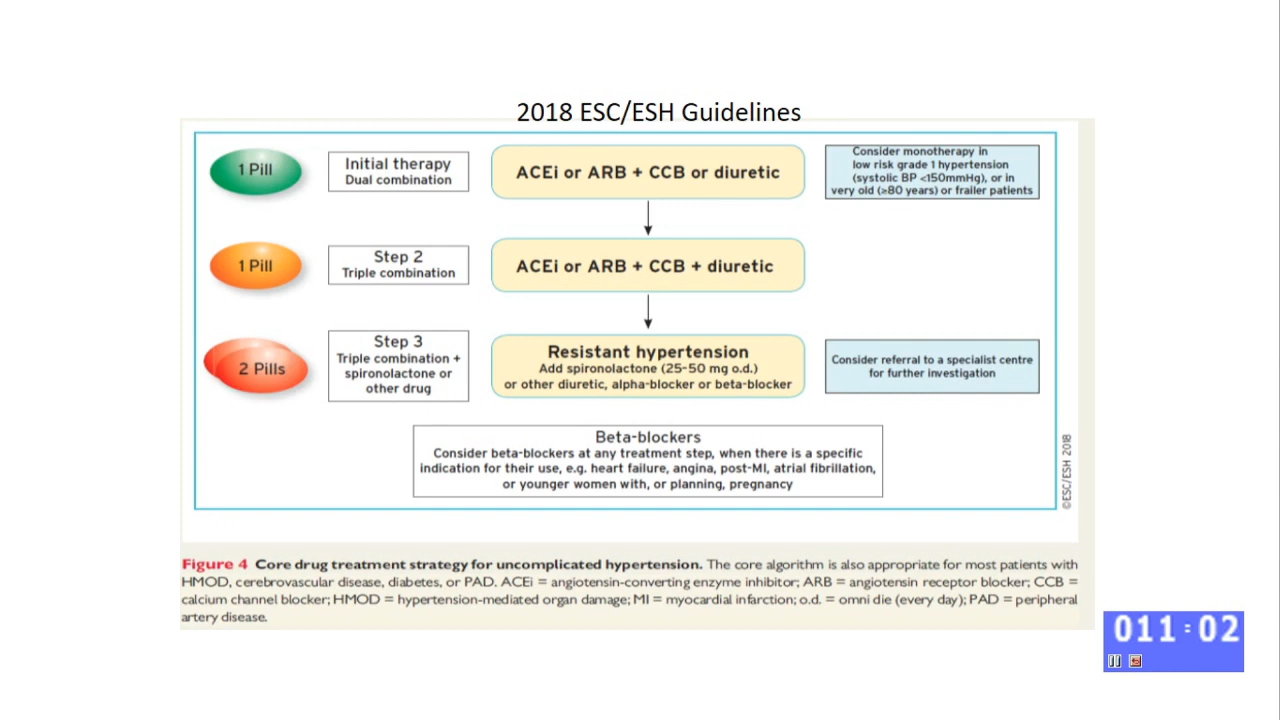 2018 ESC/ESH Guidelines
1 Pill
Initial therapy
Dual combination
ACEi or ARB + CCB or diuretic
Consider monotherapy in
low risk grade 1 hypertension
(systolic BP <150mmHg), or in
very old (≥80 years) or frailer patients
1 Pill
Step 2
Triple combination
ACEi or ARB + CCB + diuretic
2 Pills
Step 3
Triple combination +
spironolactone or
other drug
Resistant hypertension
Add spironolactone (25-50 mg o.d.)
or other diuretic, alpha-blocker or beta-blocker
Consider referral to a specialist centre
for further investigation
Beta-blockers
Consider beta-blockers at any treatment step, when there is a specific
indication for their use, e.g. heart failure, angina, post-MI, atrial fibrillation,
or younger women with, or planning, pregnancy
©ESC/ESH 2018
Figure 4 Core drug treatment strategy for uncomplicated hypertension. The core algorithm is also appropriate for most patients with
HMOD, cerebrovascular disease, diabetes, or PAD. ACEi = angiotensin-converting enzyme inhibitor; ARB = angiotensin receptor blocker; CCB =
calcium channel blocker; HMOD = hypertension-mediated organ damage; MI = myocardial infarction; o.d. = omni die (every day); PAD = peripheral
artery disease.
011:02